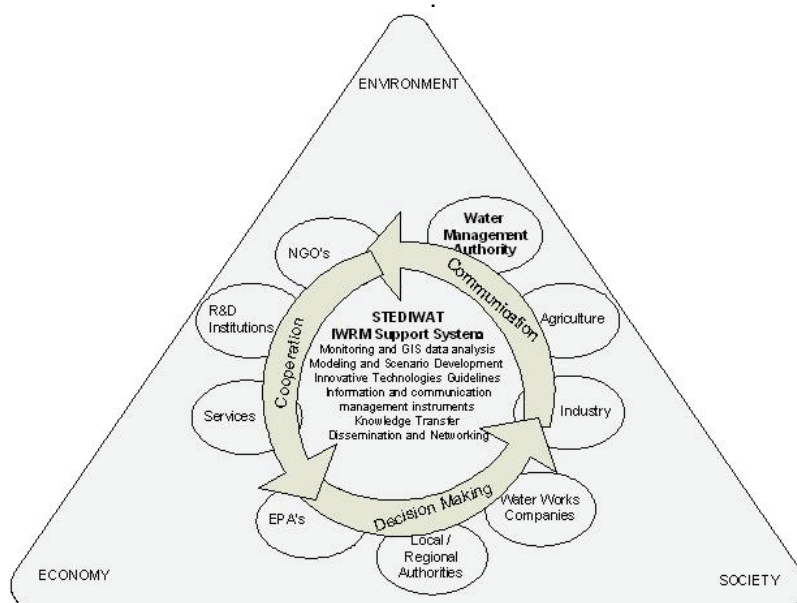 ENVIRONMENT
Water
Management
Authority
NGO's
Communication
R&D
Institutions
Agriculture
STEDIWAT
IWRM Support System
Monitoring and GIS data analysis
Modeling and Scenario Development
Innovative Technologies Guidelines
Information and communication
management instruments
Knowledge Transfer
Dissemination and Networking
Cooperation
Services
Industry
Decision Making
EPA's
Water Works
Companies
Local /
Regional
Authorities
ECONOMY
SOCIETY